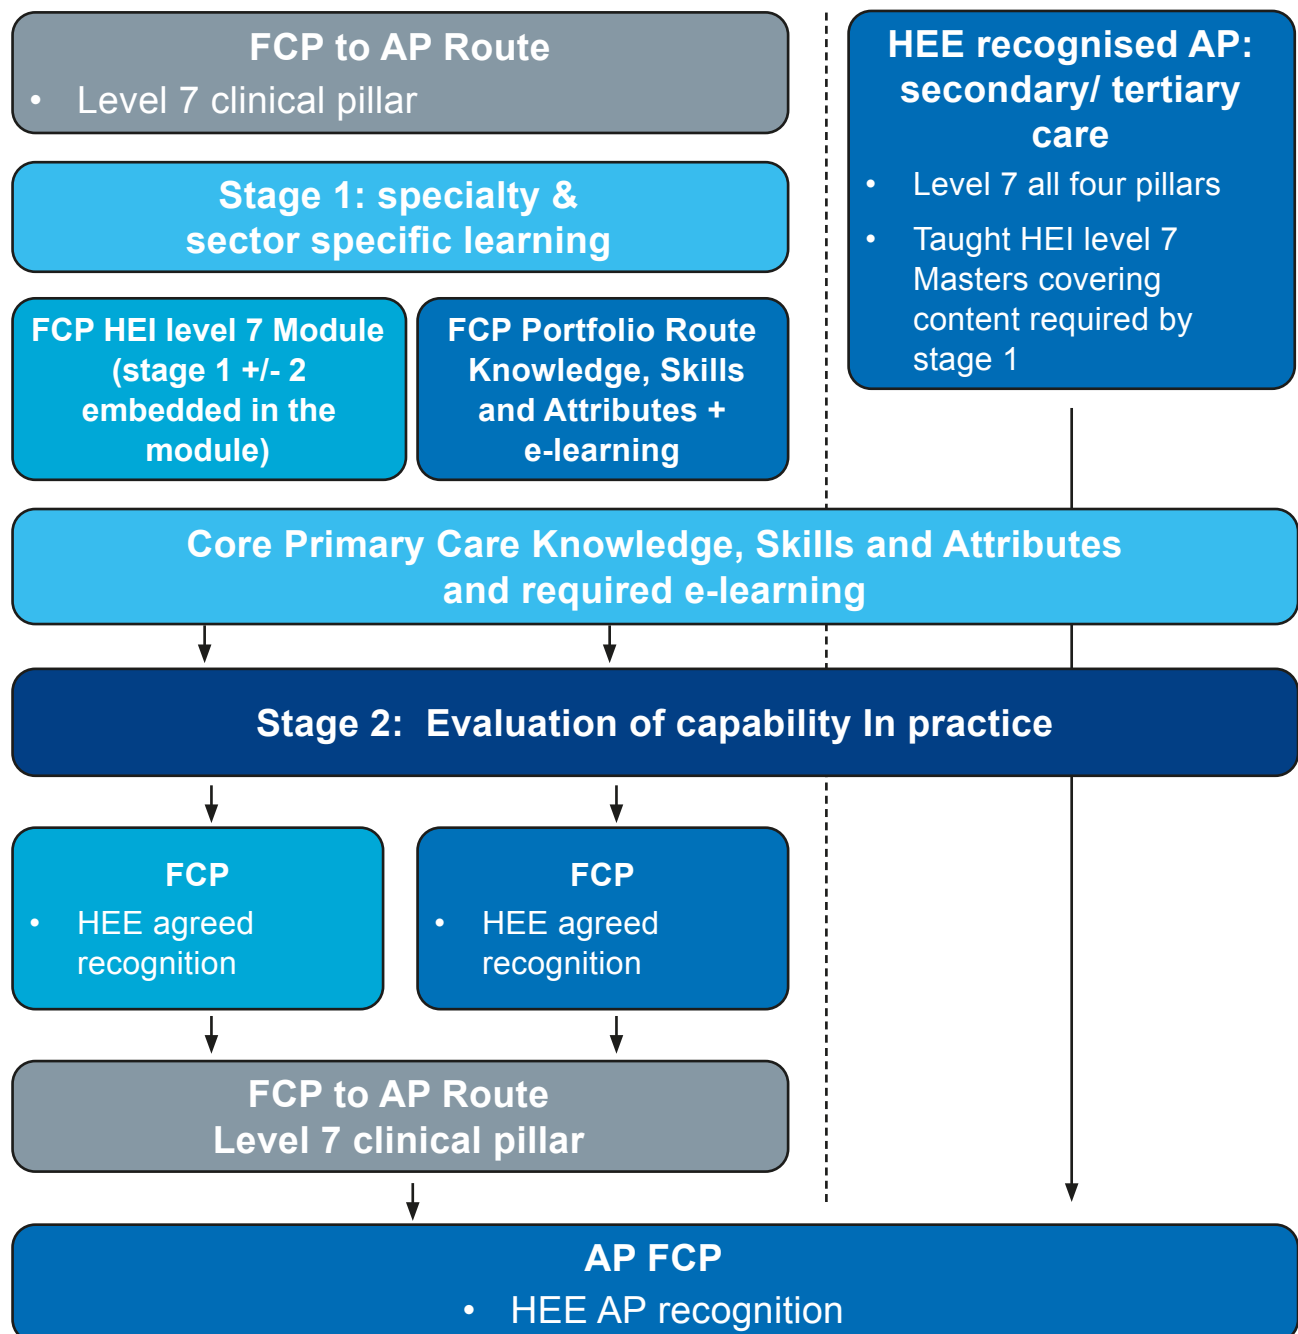 FCP to AP Route
• Level 7 clinical pillar
HEE recognised AP:
secondary/ tertiary
care
• Level 7 all four pillars
• Taught HEI level 7
Masters covering
content required by
stage 1
Stage 1: specialty &
sector specific learning
FCP HEI level 7 Module
(stage 1 +/- 2
embedded in the
module)
FCP Portfolio Route
Knowledge, Skills
and Attributes +
e-learning
Core Primary Care Knowledge, Skills and Attributes
and required e-learning
Stage 2:  Evaluation of capability In practice
FCP
• HEE agreed
recognition
FCP
• HEE agreed
recognition
FCP to AP Route
Level 7 clinical pillar
AP FCP
• HEE AP recognition